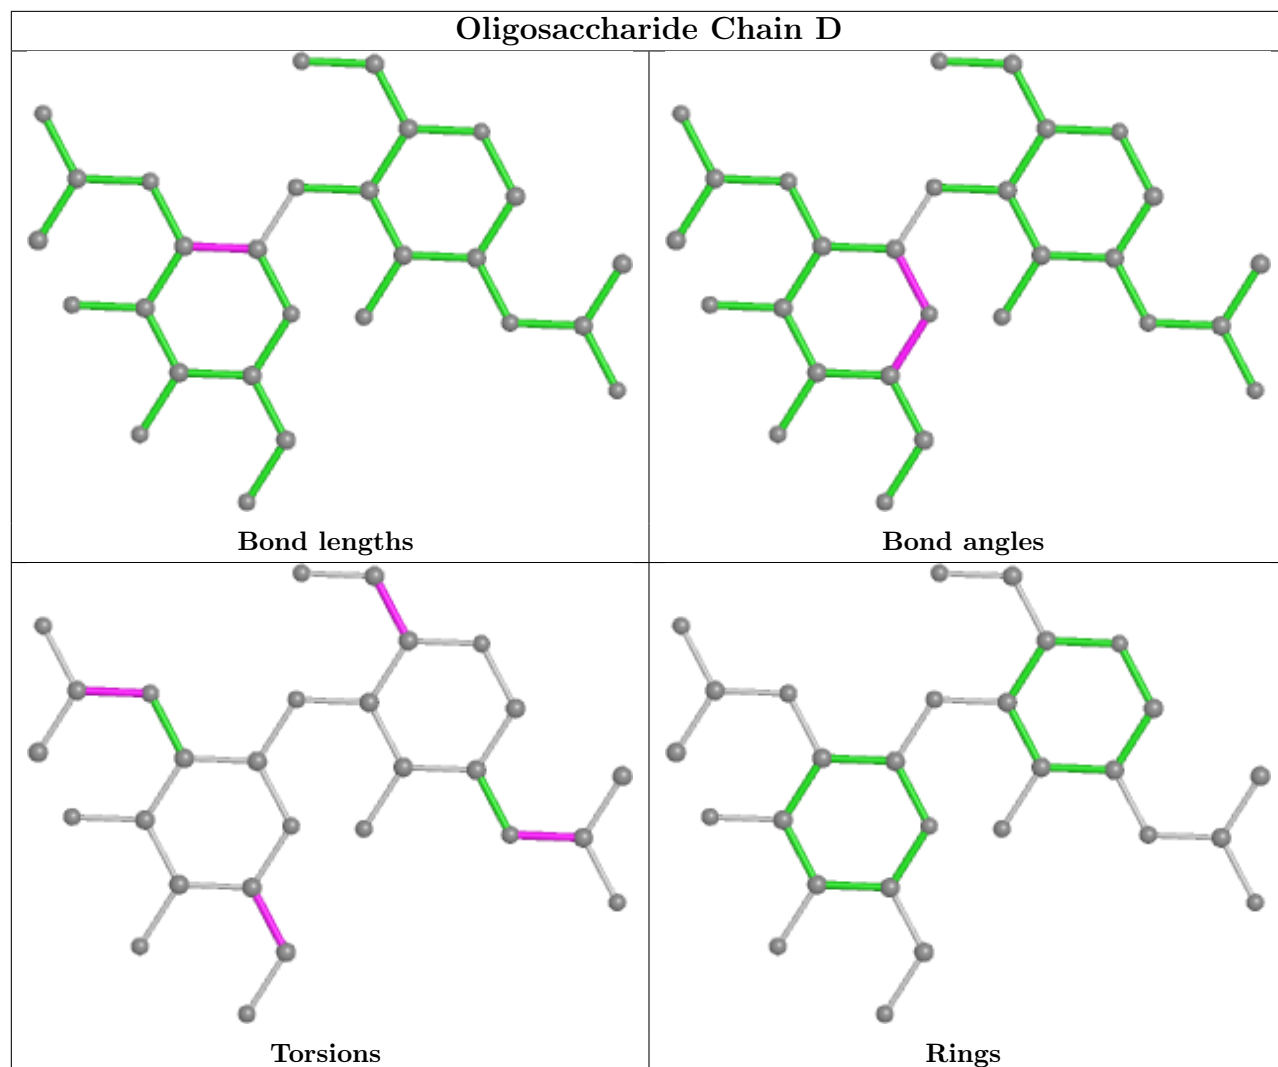 Oligosaccharide Chain D
Bond lengths
Bond angles
Torsions
Rings